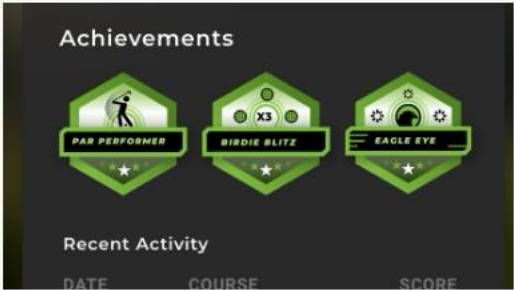 Achievements
PAR PERFORMER
X3
BIRDIE BLITZ
EAGLE EYE
Recent Activity
DATE COURSE SCORE